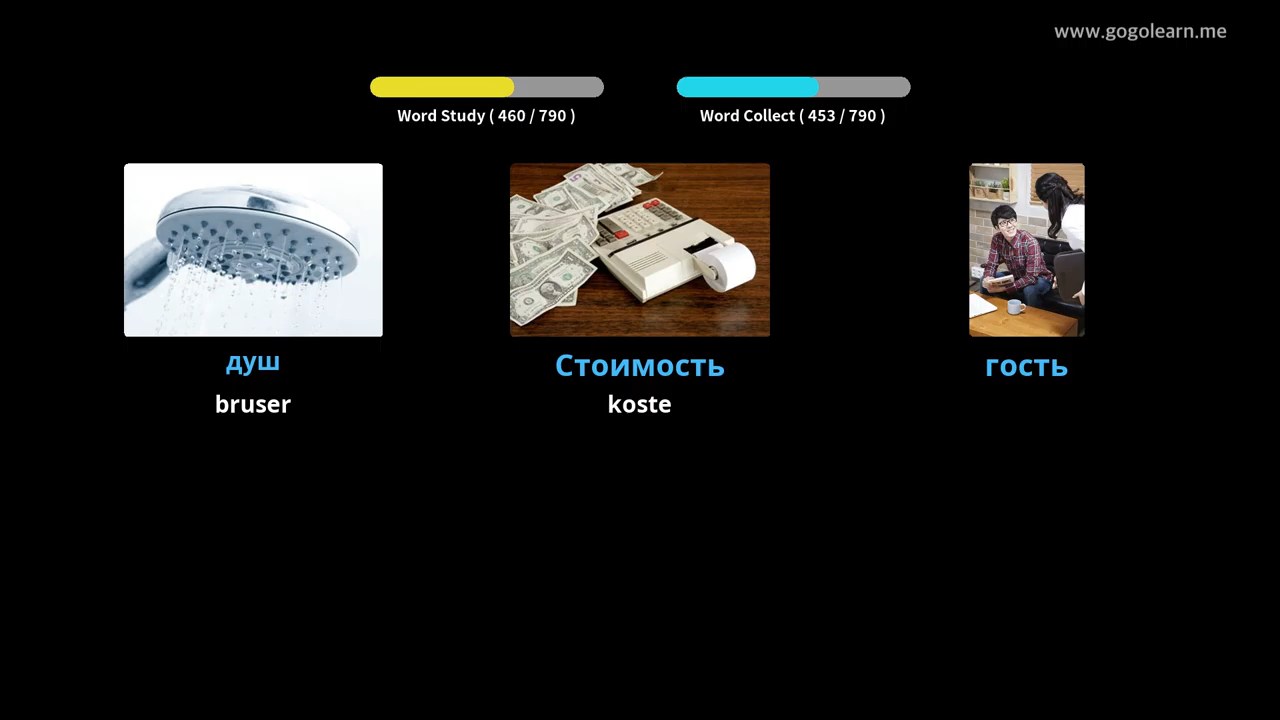 www.gogolearn.me
Word Study ( 460 / 790 )
Word Collect ( 453 / 790 )
душ
Стоимость
гость
bruser
koste